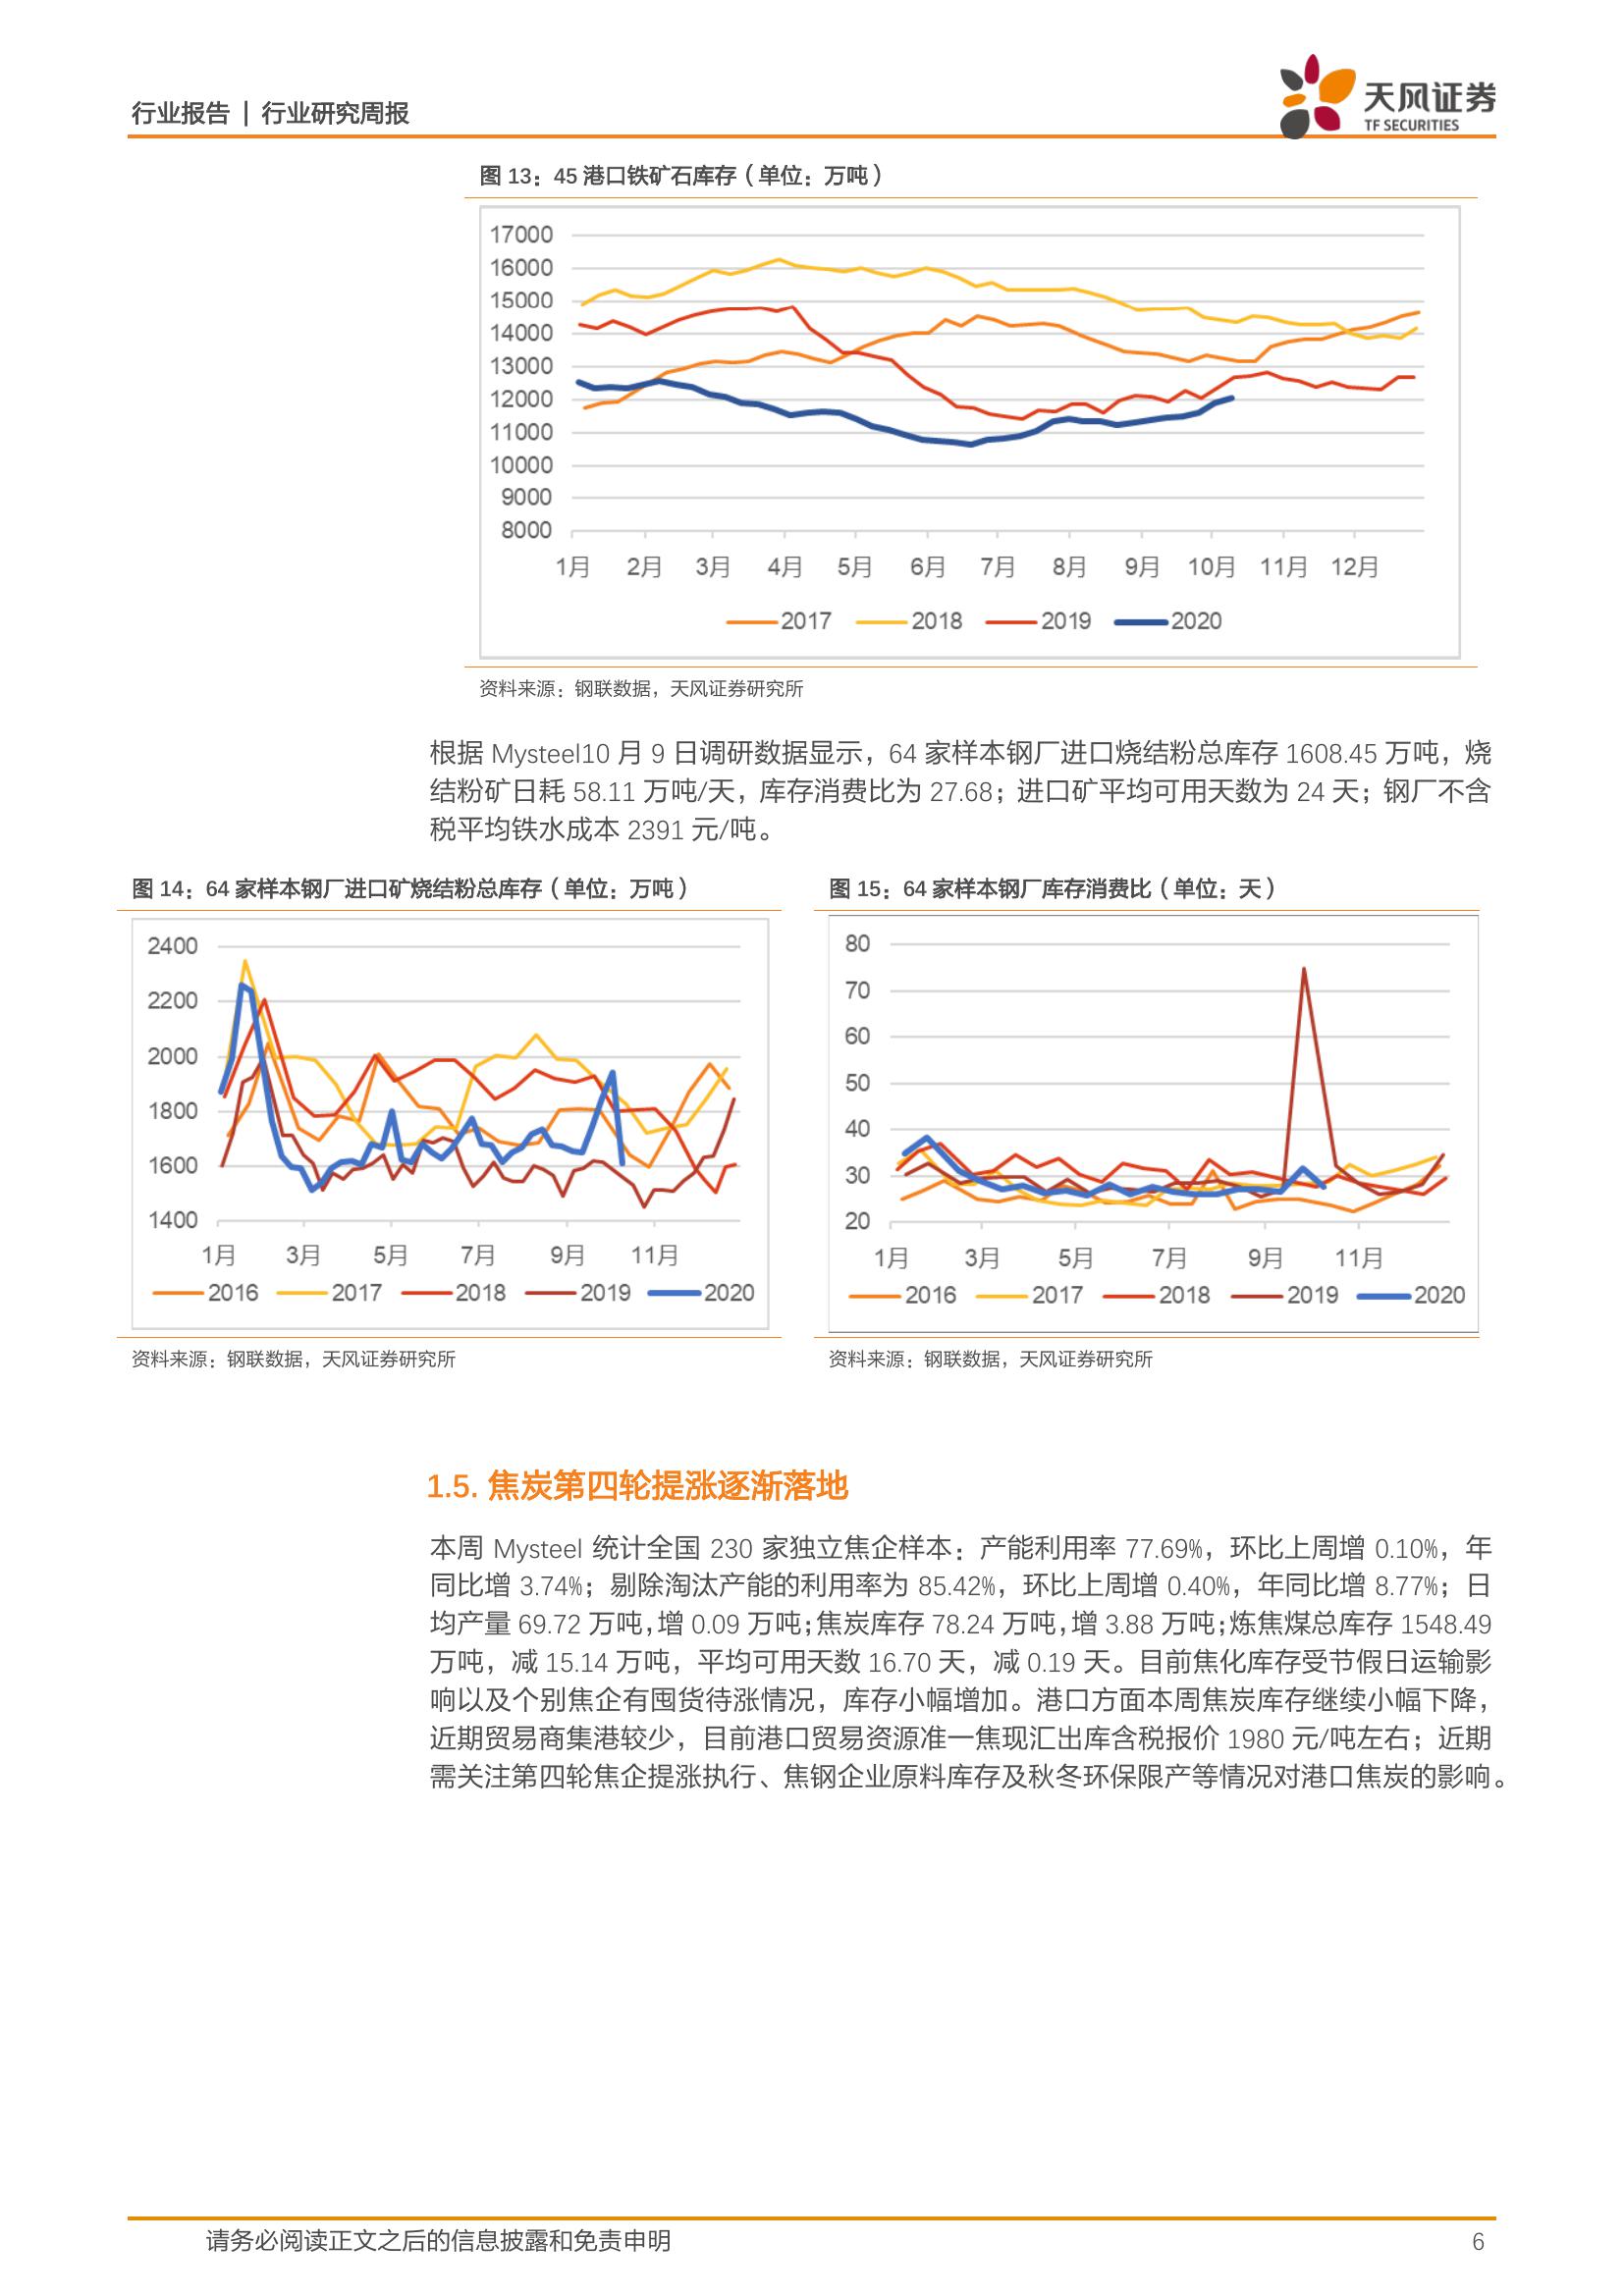 行业报告 | 行业研究周报
天风证券
TF SECURITIES
图 13：45 港口铁矿石库存（单位：万吨）
17000
16000
15000
14000
13000
12000
11000
10000
9000
8000
1月 2月 3月 4月 5月 6月 7月 8月 9月 10月 11月 12月
2017 2018 2019 2020
资料来源：钢联数据，天风证券研究所
根据 Mysteel10 月 9 日调研数据显示，64 家样本钢厂进口烧结粉总库存 1608.45 万吨，烧
结粉矿日耗 58.11 万吨/天，库存消费比为 27.68；进口矿平均可用天数为 24 天；钢厂不含
税平均铁水成本 2391 元/吨。
图 14：64 家样本钢厂进口矿烧结粉总库存（单位：万吨）
2400
2200
2000
1800
1600
1400
1月 3月 5月 7月 9月 11月
2016 2017 2018 2019 2020
资料来源：钢联数据，天风证券研究所
图 15：64 家样本钢厂库存消费比（单位：天）
80
70
60
50
40
30
20
1月 3月 5月 7月 9月 11月
2016 2017 2018 2019 2020
资料来源：钢联数据，天风证券研究所
1.5. 焦炭第四轮提涨逐渐落地
本周 Mysteel 统计全国 230 家独立焦企样本：产能利用率 77.69%，环比上周增 0.10%，年
同比增 3.74%；剔除淘汰产能的利用率为 85.42%，环比上周增 0.40%，年同比增 8.77%；日
均产量 69.72 万吨，增 0.09 万吨；焦炭库存 78.24 万吨，增 3.88 万吨；炼焦煤总库存 1548.49
万吨，减 15.14 万吨，平均可用天数 16.70 天，减 0.19 天。目前焦化库存受节假日运输影
响以及个别焦企有囤货待涨情况，库存小幅增加。港口方面本周焦炭库存继续小幅下降，
近期贸易商集港较少，目前港口贸易资源准一焦现汇出库含税报价 1980 元/吨左右；近期
需关注第四轮焦企提涨执行、焦钢企业原料库存及秋冬环保限产等情况对港口焦炭的影响。
请务必阅读正文之后的信息披露和免责申明
6